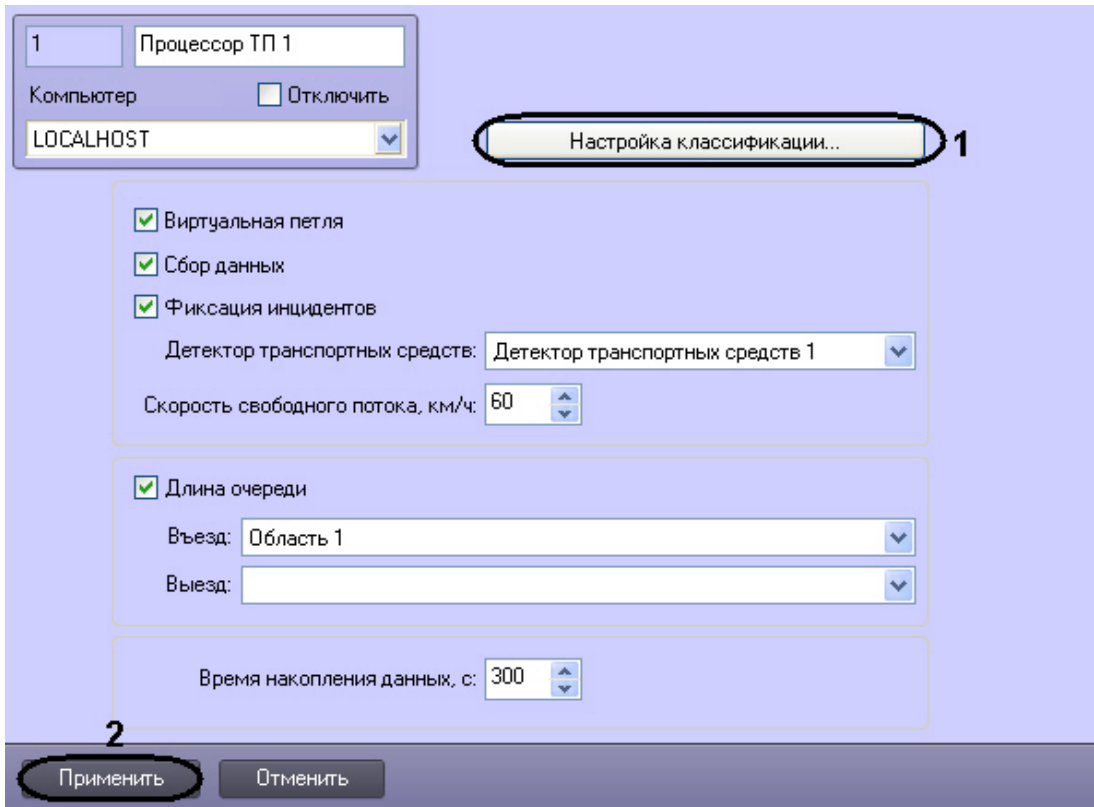 1 Процессор ТП 1
Компьютер Отключить
LOCALHOST
Настройка классификации... 1
Виртуальная петля
Сбор данных
Фиксация инцидентов
Детектор транспортных средств: Детектор транспортных средств 1
Скорость свободного потока, км/ч: 60
Длина очереди
Въезд: Область 1
Выезд:
Время накопления данных, с: 300
2
Применить Отменить